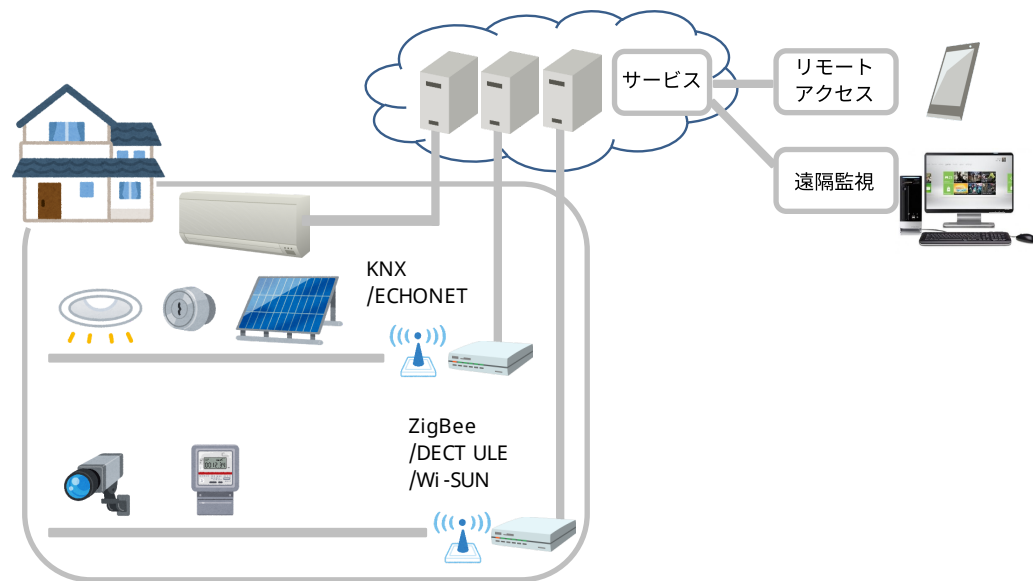 サービス
リモート
アクセス
遠隔監視
KNX
/ECHONET
ZigBee
/DECT ULE
/Wi-SUN